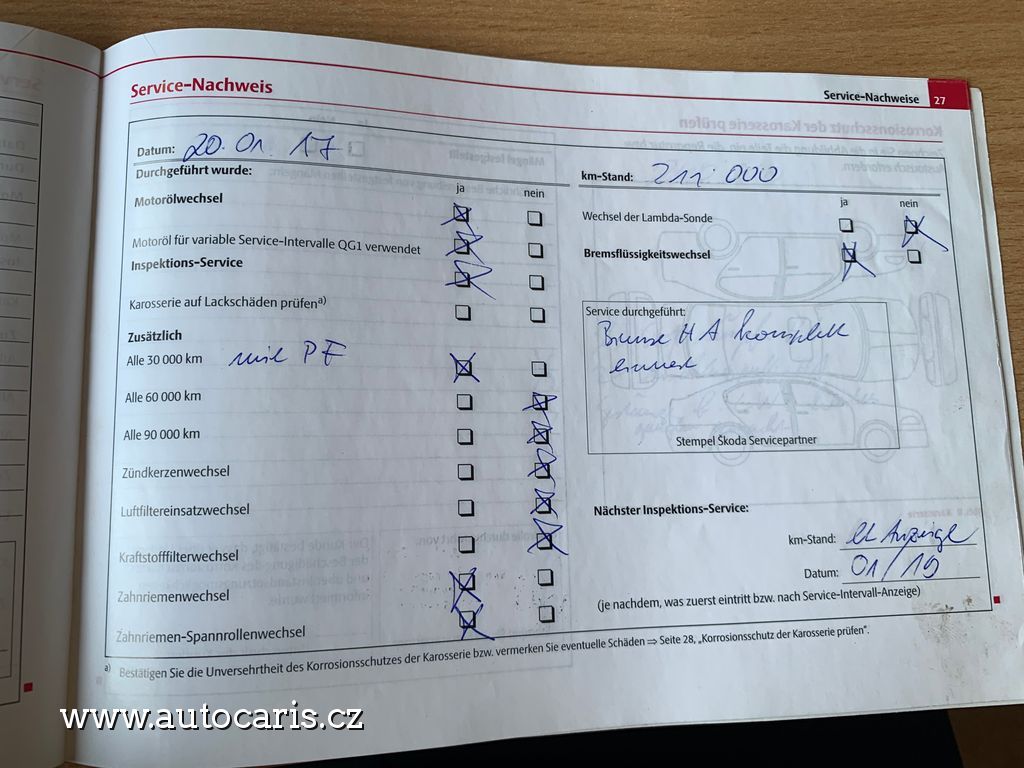 Service-Nachweis
Service-Nachweise 27
Datum: 20.01.17
km-Stand: 211.000
Durchgeführt wurde:
ja nein
Motorölwechsel
Motoröl für variable Service-Intervalle QG1 verwendet
Inspektions-Service
Karosserie auf Lackschäden prüfen a)
Zusätzlich
Alle 30 000 km mit PF
Alle 60 000 km
Alle 90 000 km
Zündkerzenwechsel
Luftfiltereinsatzwechsel
Kraftstofffilterwechsel
Zahnriemenwechsel
Zahnriemen-Spannrollenwechsel
ja nein
Wechsel der Lambda-Sonde
Bremsflüssigkeitswechsel
Service durchgeführt:
Bremse HA komplett
Stempel Škoda Servicepartner
Nächster Inspektions-Service:
km-Stand: Anzeige
Datum: 01/19
(je nachdem, was zuerst eintritt bzw. nach Service-Intervall-Anzeige)
a) Bestätigen Sie die Unversehrtheit des Korrosionsschutzes der Karosserie bzw. vermerken Sie eventuelle Schäden ⇒ Seite 28, „Korrosionsschutz der Karosserie prüfen“.
www.autocaris.cz